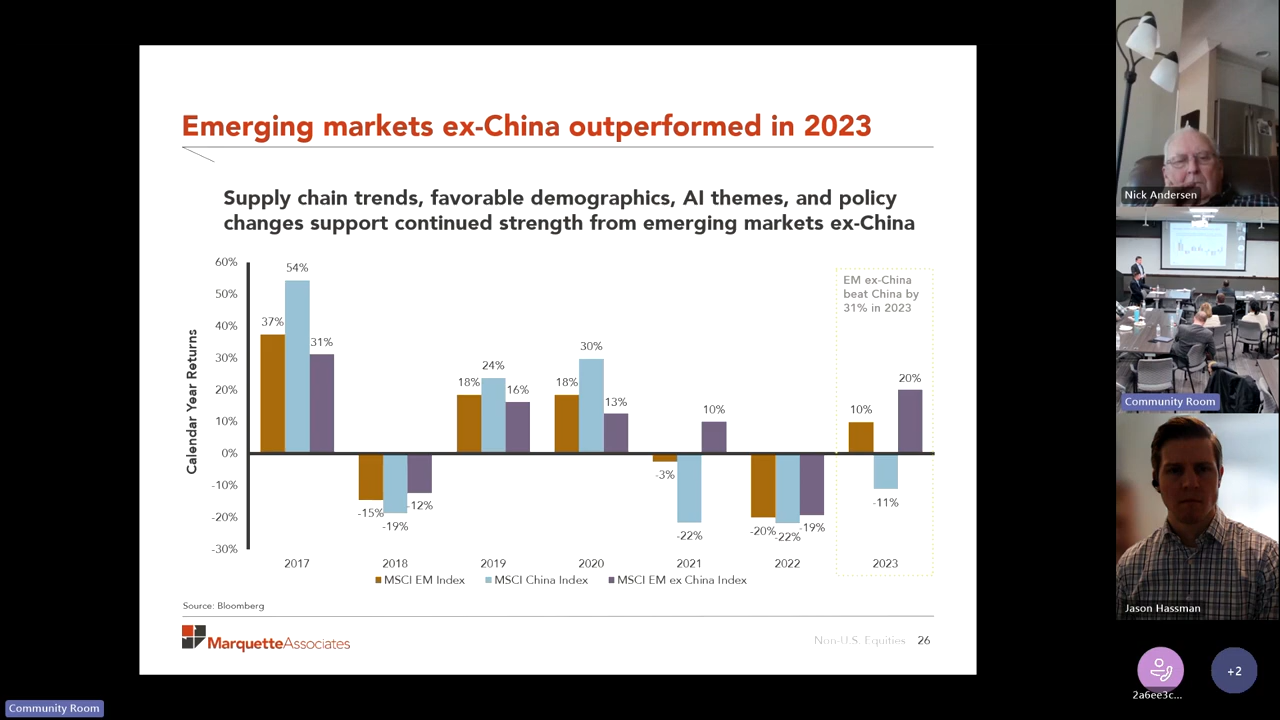 Emerging markets ex-China outperformed in 2023
Supply chain trends, favorable demographics, AI themes, and policy
changes support continued strength from emerging markets ex-China
Calendar Year Returns
60%
50%
40%
30%
20%
10%
0%
-10%
-20%
-30%
37%
54%
31%
-15%
-19%
-12%
18%
24%
16%
18%
30%
13%
-3%
-22%
10%
-20%
-22%
-19%
10%
-11%
20%
EM ex-China
beat China by
31% in 2023
2017 2018 2019 2020 2021 2022 2023
MSCI EM Index MSCI China Index MSCI EM ex China Index
Source: Bloomberg
MarquetteAssociates
Non-U.S. Equities 26
Nick Andersen
Community Room
Jason Hassman
2a6ee3c...
+2
Community Room